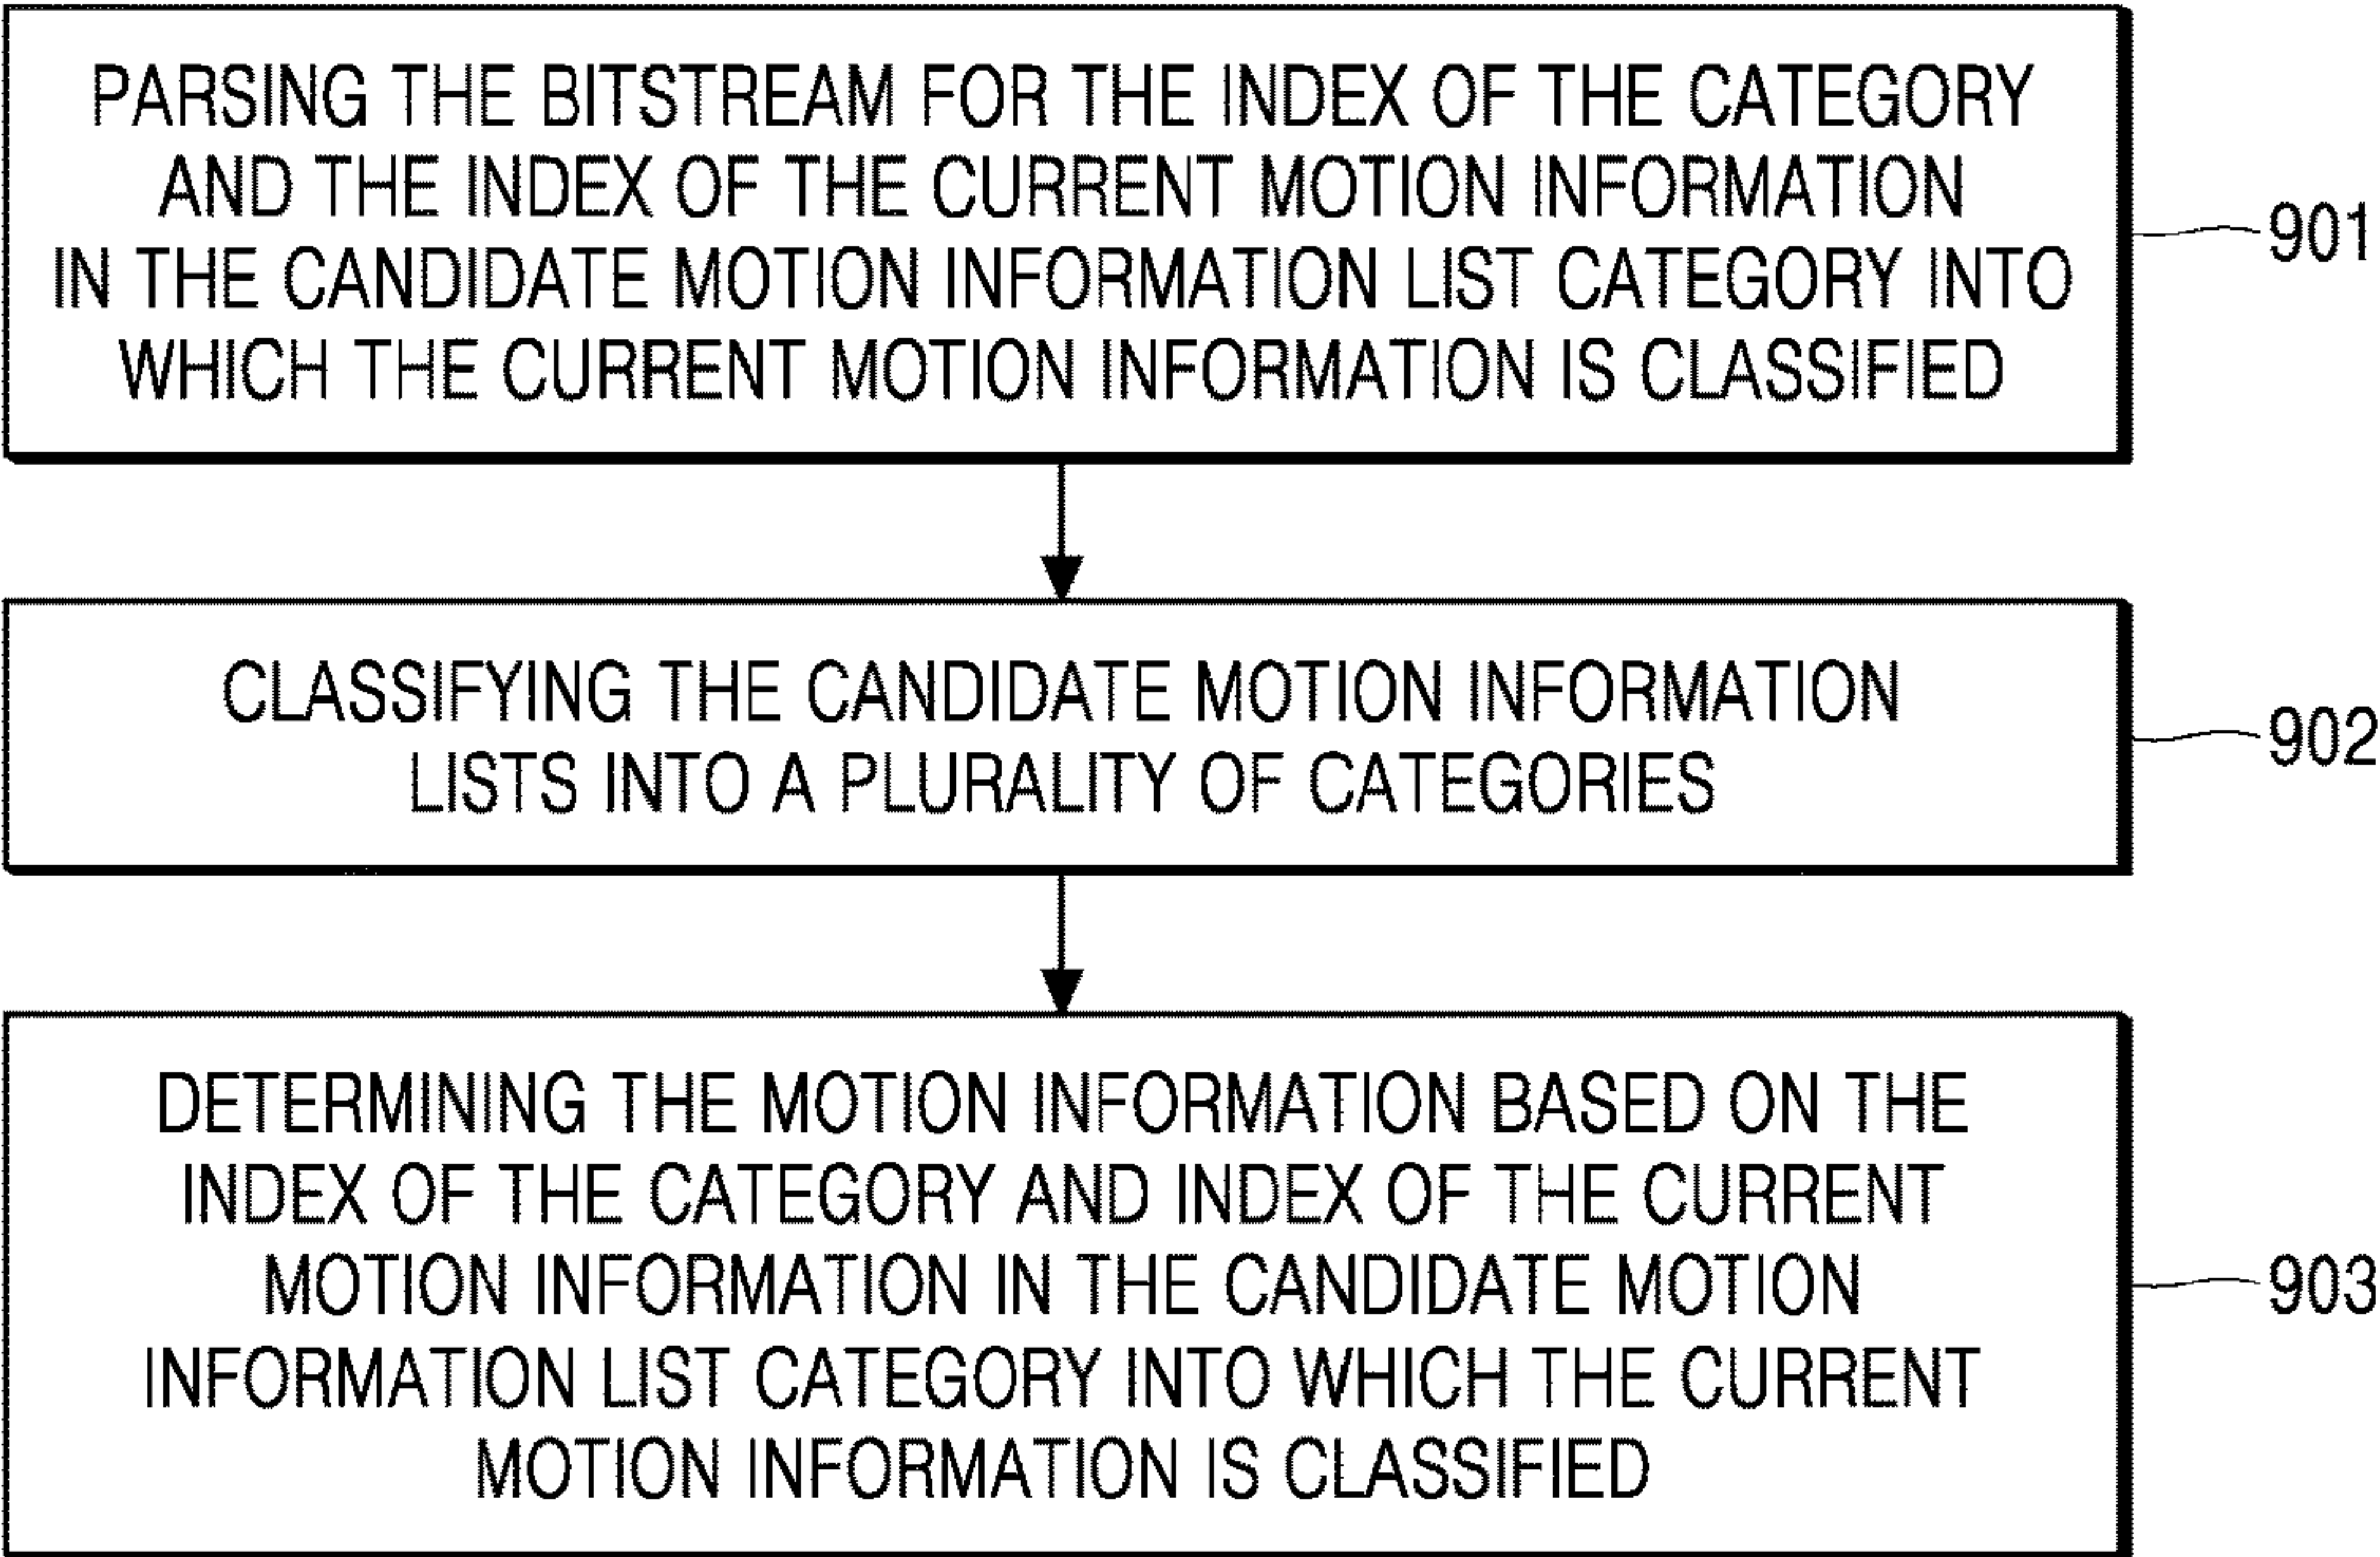 PARSING THE BITSTREAM FOR THE INDEX OF THE CATEGORY
AND THE INDEX OF THE CURRENT MOTION INFORMATION
IN THE CANDIDATE MOTION INFORMATION LIST CATEGORY INTO
WHICH THE CURRENT MOTION INFORMATION IS CLASSIFIED
901
CLASSIFYING THE CANDIDATE MOTION INFORMATION
LISTS INTO A PLURALITY OF CATEGORIES
902
DETERMINING THE MOTION INFORMATION BASED ON THE
INDEX OF THE CATEGORY AND INDEX OF THE CURRENT
MOTION INFORMATION IN THE CANDIDATE MOTION
INFORMATION LIST CATEGORY INTO WHICH THE CURRENT
MOTION INFORMATION IS CLASSIFIED
903